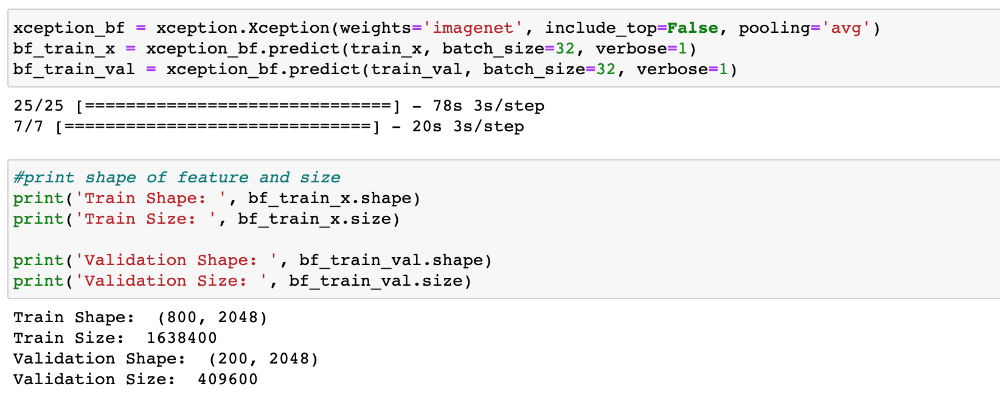 xception_bf = xception.Xception(weights='imagenet', include_top=False, pooling='avg')
bf_train_x = xception_bf.predict(train_x, batch_size=32, verbose=1)
bf_train_val = xception_bf.predict(train_val, batch_size=32, verbose=1)
25/25 [==============================] - 78s 3s/step
7/7 [==============================] - 20s 3s/step
#print shape of feature and size
print('Train Shape: ', bf_train_x.shape)
print('Train Size: ', bf_train_x.size)
print('Validation Shape: ', bf_train_val.shape)
print('Validation Size: ', bf_train_val.size)
Train Shape:  (800, 2048)
Train Size:  1638400
Validation Shape:  (200, 2048)
Validation Size:  409600